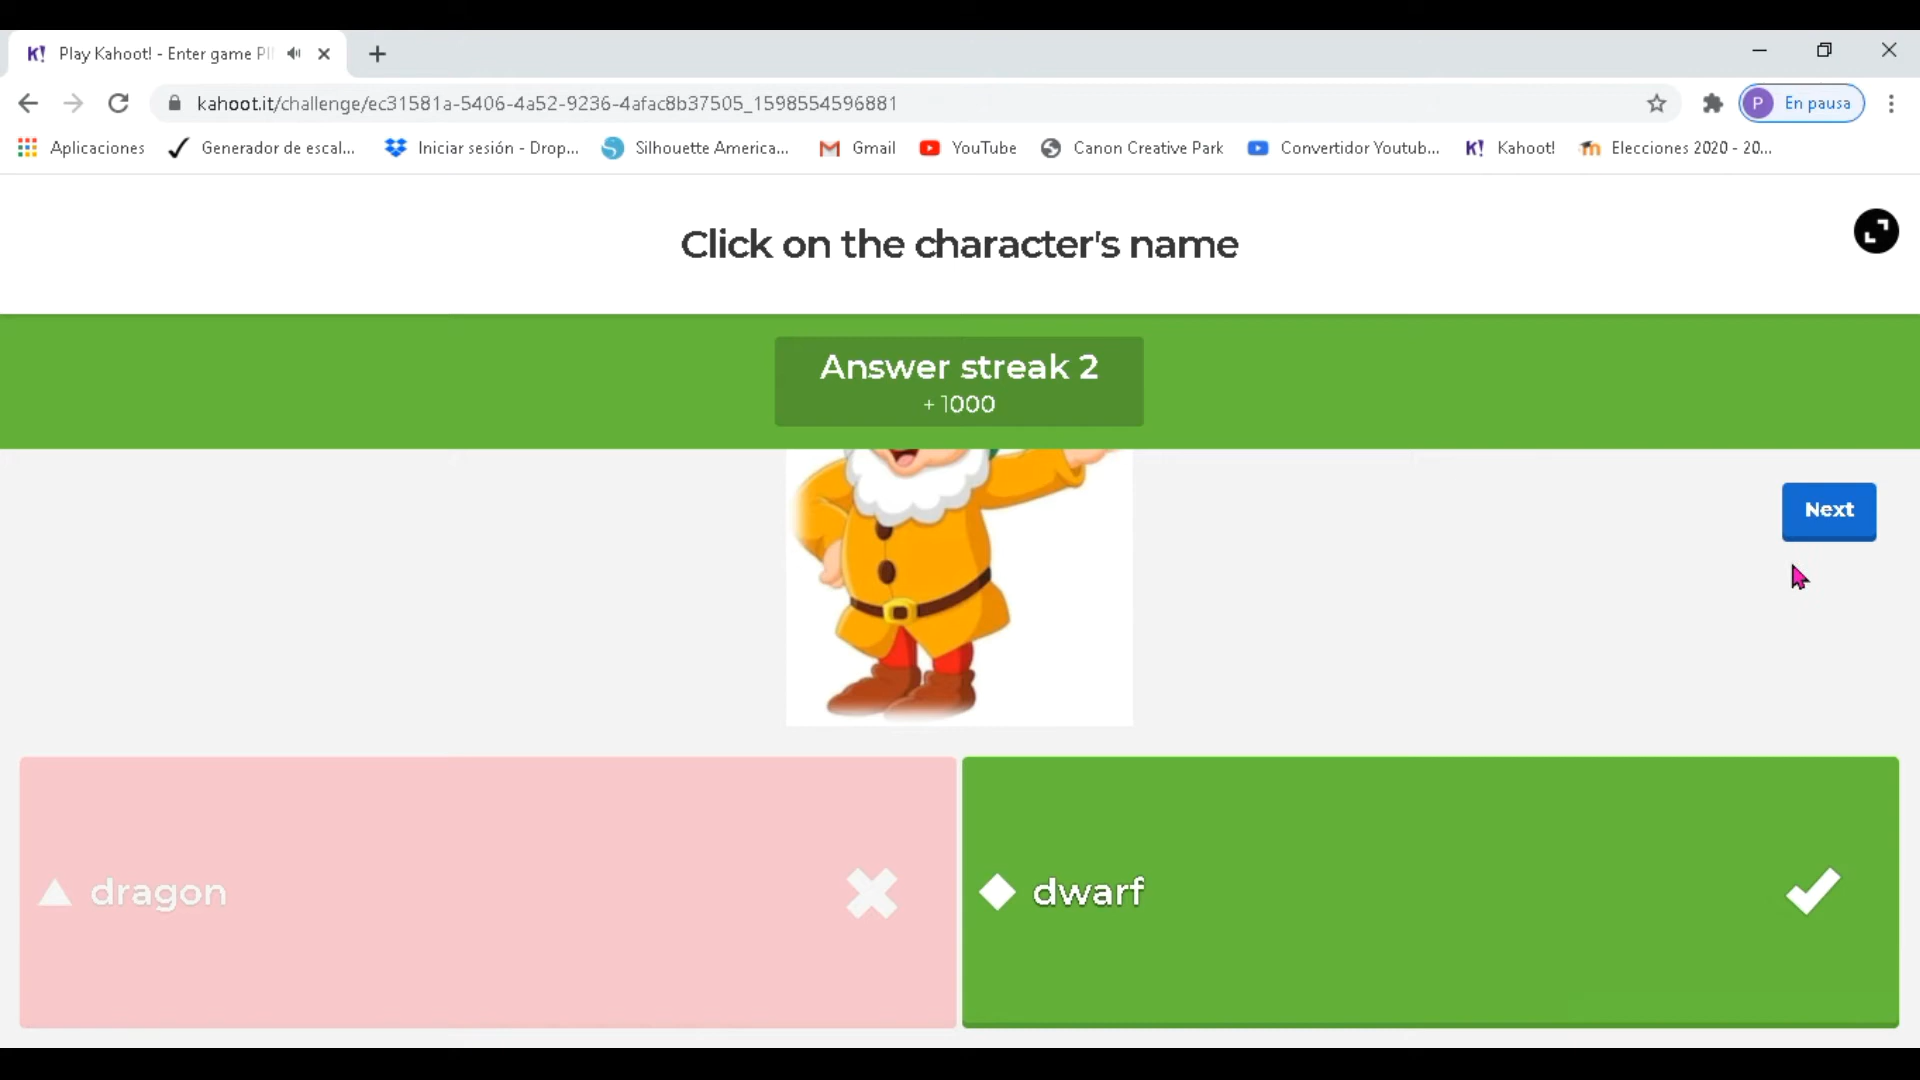 K! Play Kahoot! - Enter game PI
kahoot.it/challenge/ec31581a-5406-4a52-9236-4afac8b37505_1598554596881
P En pausa
Aplicaciones Generador de escal... Iniciar sesión - Drop... Silhouette America... Gmail YouTube Canon Creative Park Convertidor Youtub... K! Kahoot! Elecciones 2020 - 20...
Click on the character's name
Answer streak 2
+ 1000
Next
dragon
dwarf